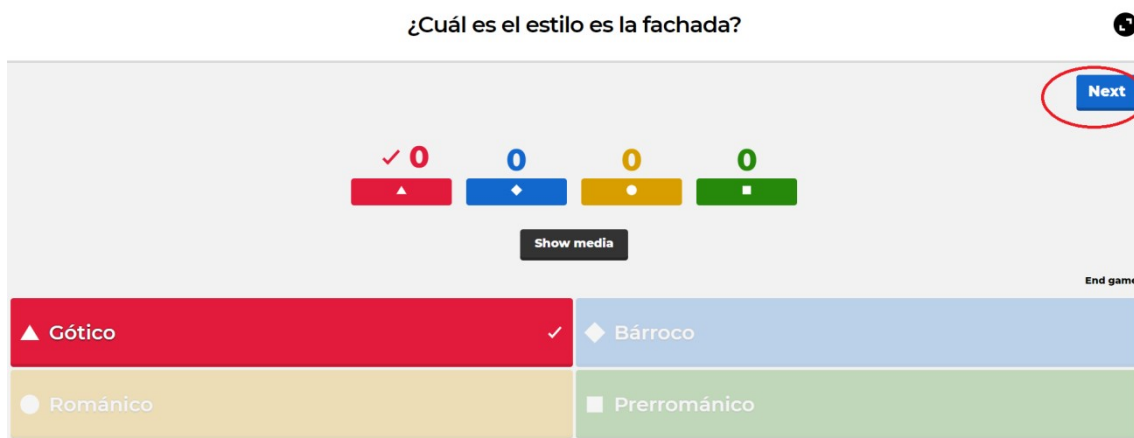 ¿Cuál es el estilo es la fachada?
Next
0 0 0 0
Show media
End game
Gótico
Bárroco
Románico
Prerrománico